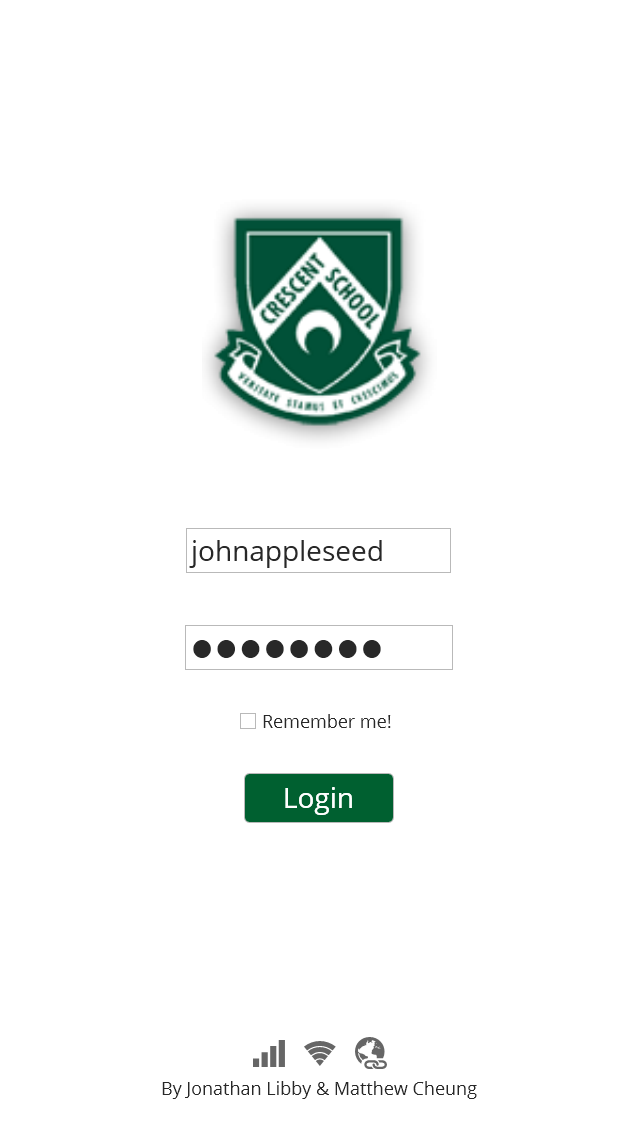 CRESCENT SCHOOL
VERITATE STAMUS ET CRESCIMUS
johnappleseed
Remember me!
Login
By Jonathan Libby & Matthew Cheung